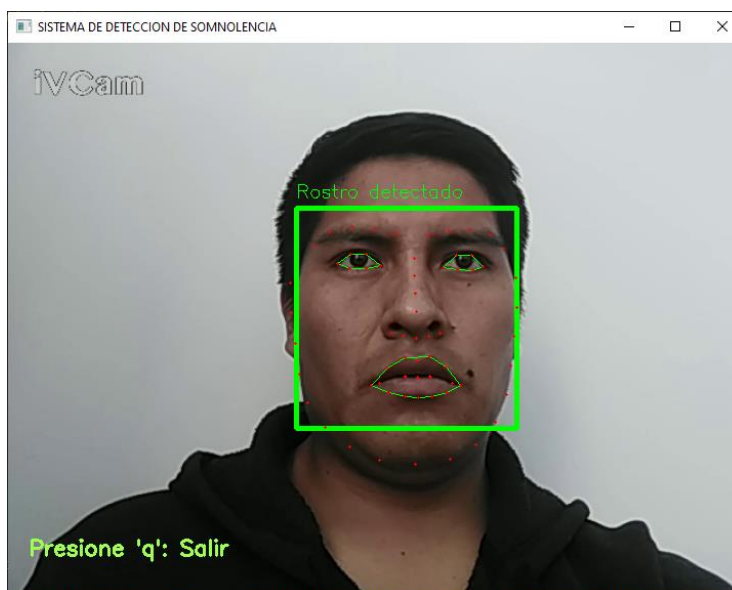 SISTEMA DE DETECCION DE SOMNOLENCIA
iVCam
Rostro detectado
Presione 'q': Salir